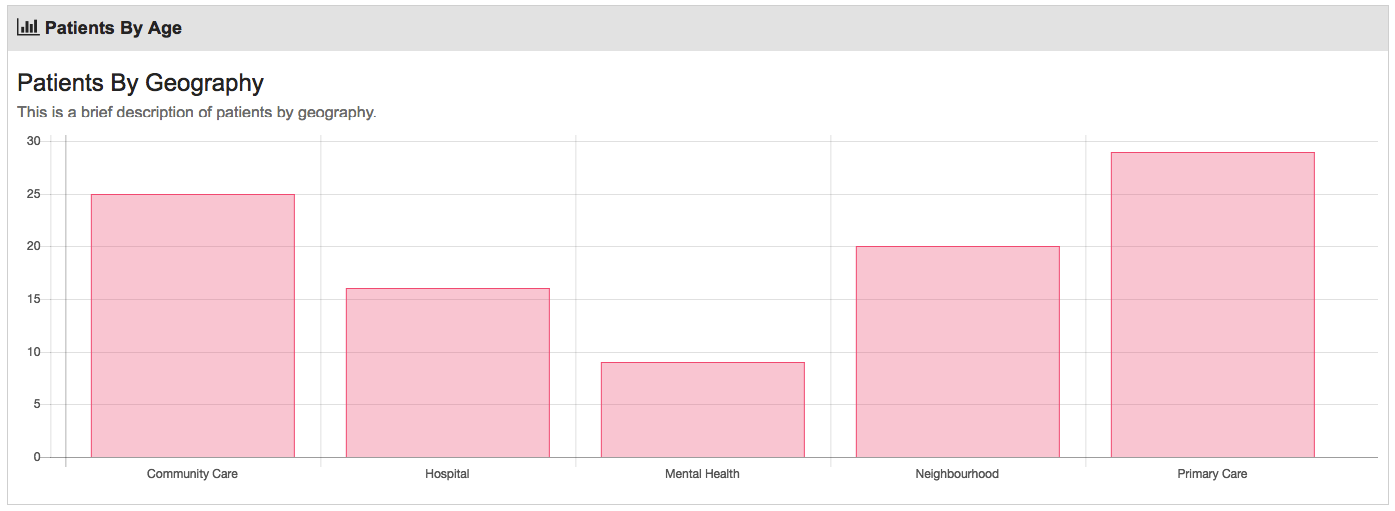 Patients By Age
Patients By Geography
This is a brief description of patients by geography.
30
25
20
15
10
5
0
Community Care Hospital Mental Health Neighbourhood Primary Care